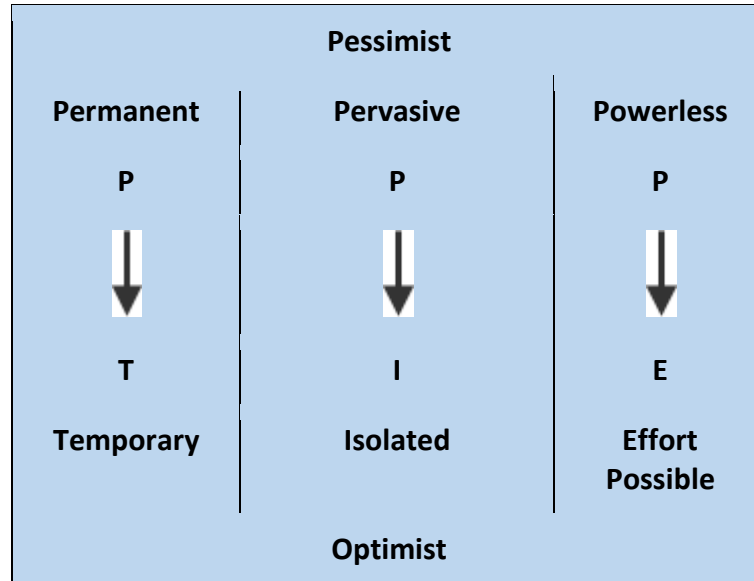 Pessimist
Permanent Pervasive Powerless
P P P
T I E
Temporary Isolated Effort
Possible
Optimist